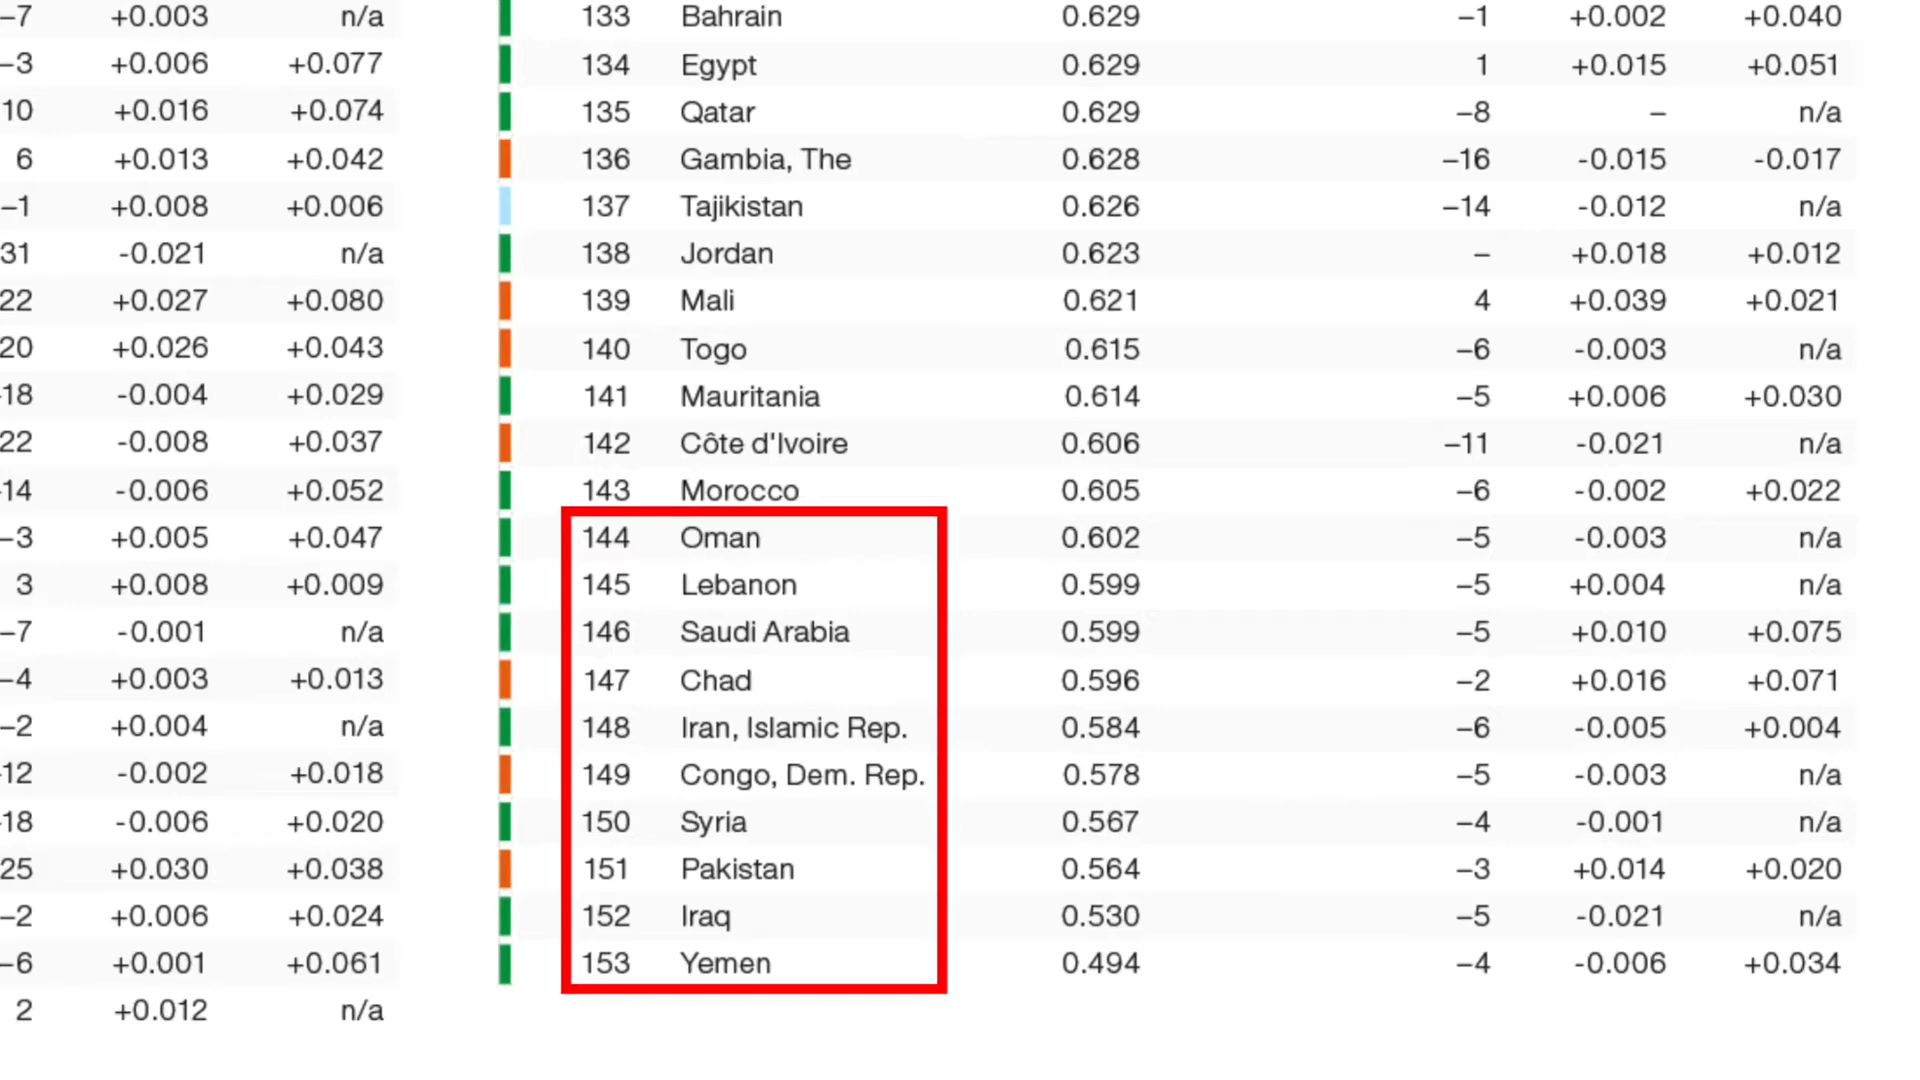 –7 +0.003 n/a
–3 +0.006 +0.077
10 +0.016 +0.074
6 +0.013 +0.042
–1 +0.008 +0.006
31 -0.021 n/a
22 +0.027 +0.080
20 +0.026 +0.043
18 -0.004 +0.029
22 -0.008 +0.037
14 -0.006 +0.052
–3 +0.005 +0.047
3 +0.008 +0.009
–7 -0.001 n/a
–4 +0.003 +0.013
–2 +0.004 n/a
12 -0.002 +0.018
18 -0.006 +0.020
25 +0.030 +0.038
–2 +0.006 +0.024
–6 +0.001 +0.061
2 +0.012 n/a
133 Bahrain 0.629 –1 +0.002 +0.040
134 Egypt 0.629 1 +0.015 +0.051
135 Qatar 0.629 –8 – n/a
136 Gambia, The 0.628 –16 -0.015 -0.017
137 Tajikistan 0.626 –14 -0.012 n/a
138 Jordan 0.623 – +0.018 +0.012
139 Mali 0.621 4 +0.039 +0.021
140 Togo 0.615 –6 -0.003 n/a
141 Mauritania 0.614 –5 +0.006 +0.030
142 Côte d'Ivoire 0.606 –11 -0.021 n/a
143 Morocco 0.605 –6 -0.002 +0.022
144 Oman 0.602 –5 -0.003 n/a
145 Lebanon 0.599 –5 +0.004 n/a
146 Saudi Arabia 0.599 –5 +0.010 +0.075
147 Chad 0.596 –2 +0.016 +0.071
148 Iran, Islamic Rep. 0.584 –6 -0.005 +0.004
149 Congo, Dem. Rep. 0.578 –5 -0.003 n/a
150 Syria 0.567 –4 -0.001 n/a
151 Pakistan 0.564 –3 +0.014 +0.020
152 Iraq 0.530 –5 -0.021 n/a
153 Yemen 0.494 –4 -0.006 +0.034